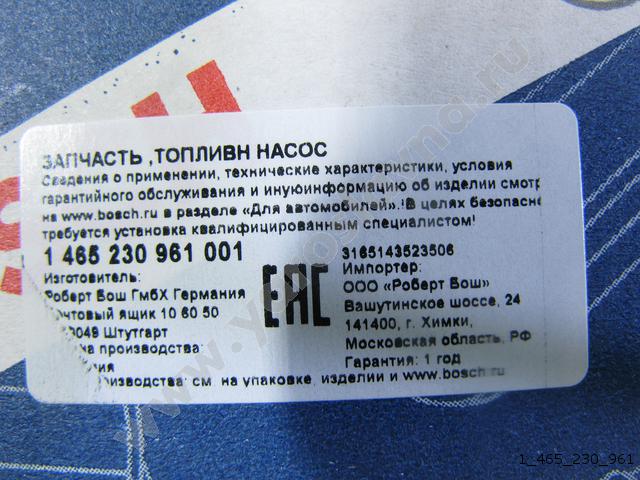 ЗАПЧАСТЬ ,ТОПЛИВН НАСОС
Сведения о применении, технические характеристики, условия
гарантийного обслуживания и инуюинформацию об изделии смотр
на www.bosch.ru в разделе «Для автомобилей».!В целях безопасно
требуется установка квалифицированным специалистом!
1 465 230 961 001
3165143523506
Изготовитель:
Роберт Бош ГмбХ Германия
Почтовый ящик 10 60 50
Штутгарт
производства:
EAC
Импортер:
ООО «Роберт Бош»
Вашутинское шоссе, 24
141400, г. Химки,
Московская область, РФ
Гарантия: 1 год
производства: см. на упаковке, изделии и www.bosch.ru
1_465_230_961